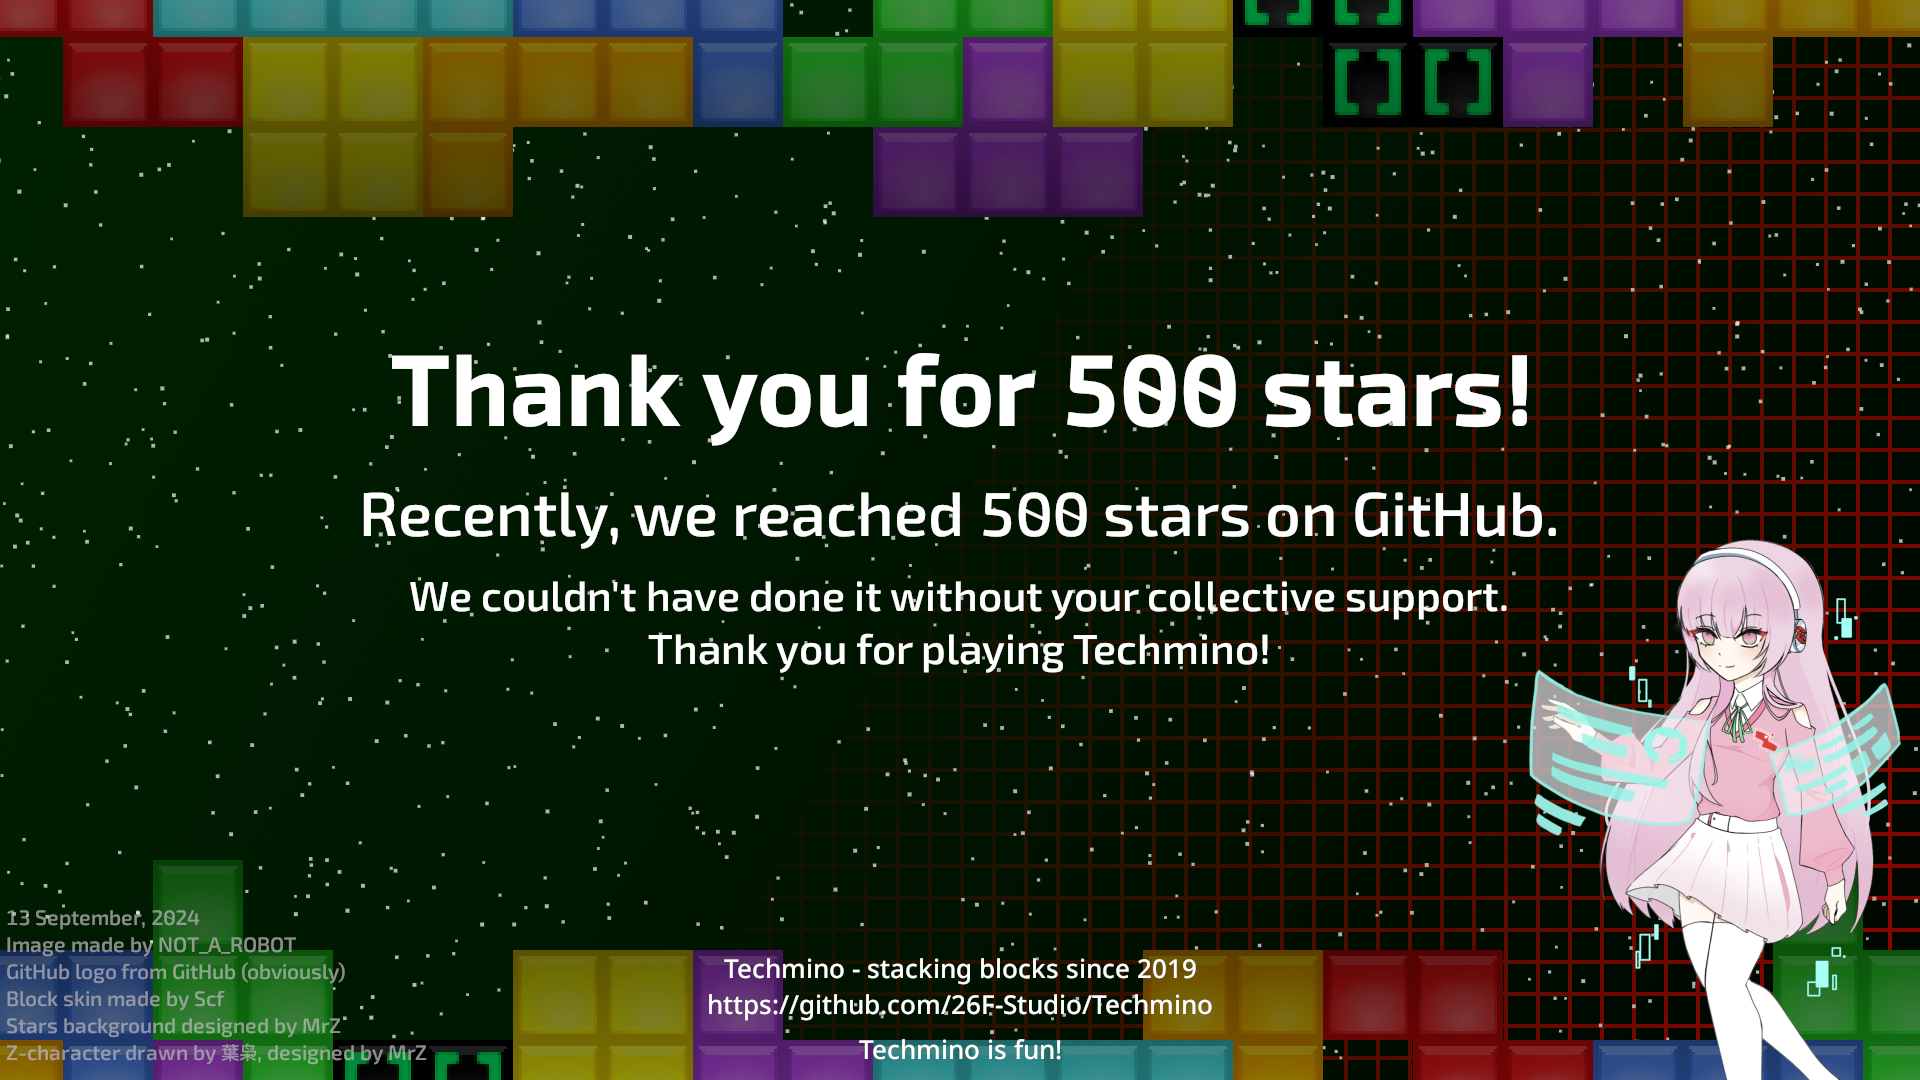 Thank you for 500 stars!
Recently, we reached 500 stars on GitHub.
We couldn't have done it without your collective support.
Thank you for playing Techmino!
13 September, 2024
Image made by NOT_A_ROBOT
GitHub logo from GitHub (obviously)
Block skin made by Scf
Stars background designed by MrZ
Z-character drawn by 葉枭, designed by MrZ
Techmino - stacking blocks since 2019
https://github.com/26F-Studio/Techmino
Techmino is fun!